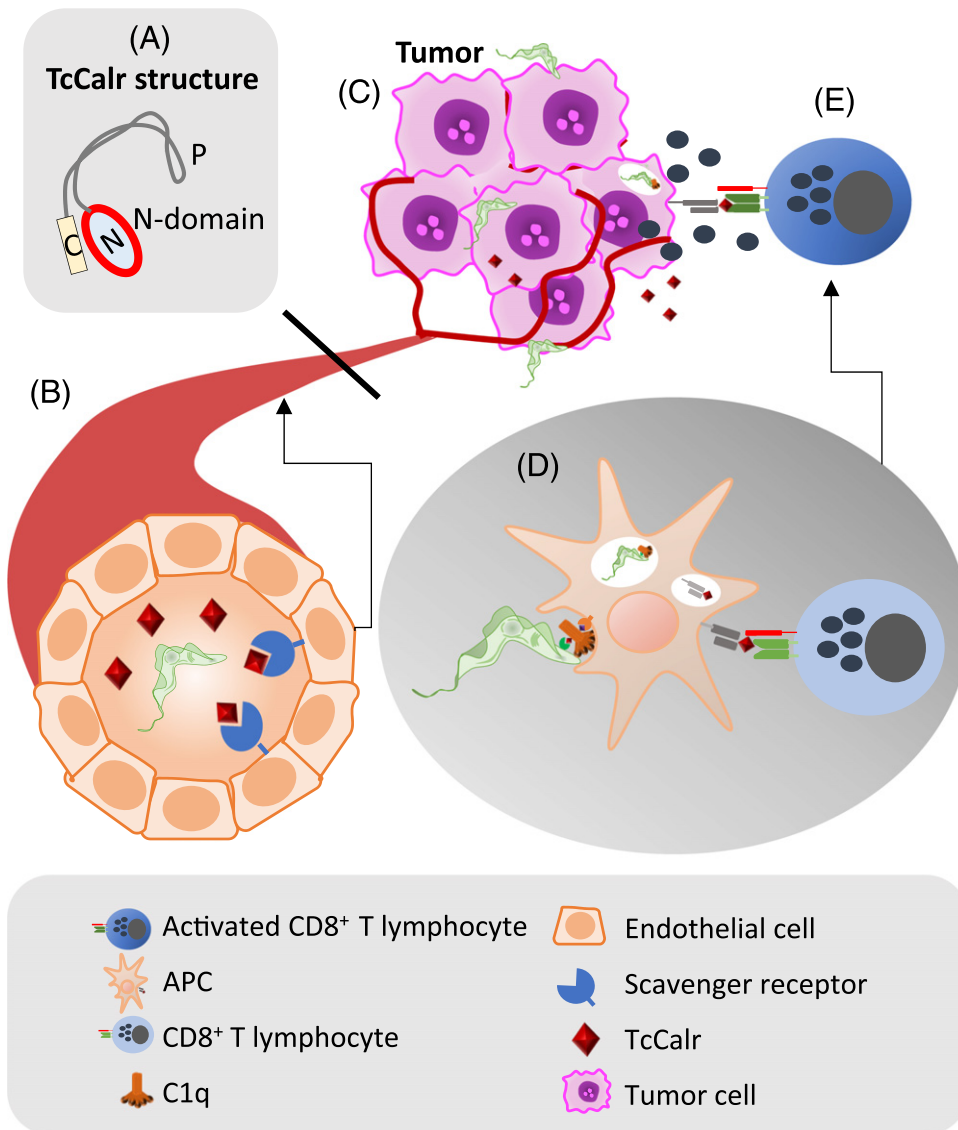 (A)
TcCalr structure
P
N-domain
C
N
Tumor
(C)
(E)
(B)
(D)
Activated CD8⁺ T lymphocyte
APC
CD8⁺ T lymphocyte
C1q
Endothelial cell
Scavenger receptor
TcCalr
Tumor cell